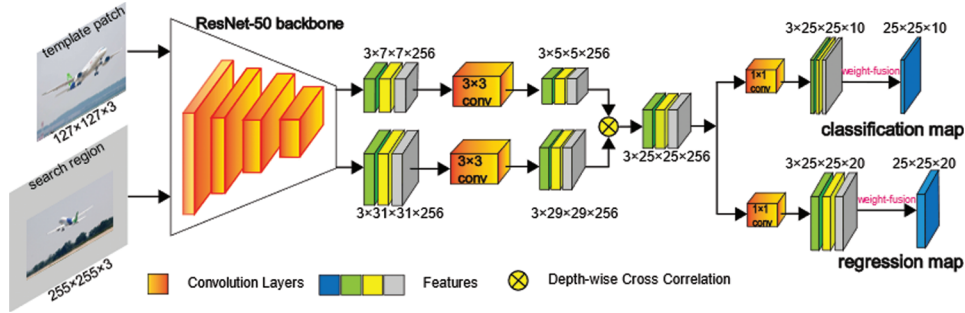 template patch
127×127×3
search region
255×255×3
ResNet-50 backbone
3×7×7×256
3×3
conv
3×5×5×256
3×31×31×256
3×3
conv
3×29×29×256
3×25×25×256
1×1
conv
3×25×25×10
weight-fusion
25×25×10
classification map
1×1
conv
3×25×25×20
weight-fusion
25×25×20
regression map
Convolution Layers
Features
Depth-wise Cross Correlation